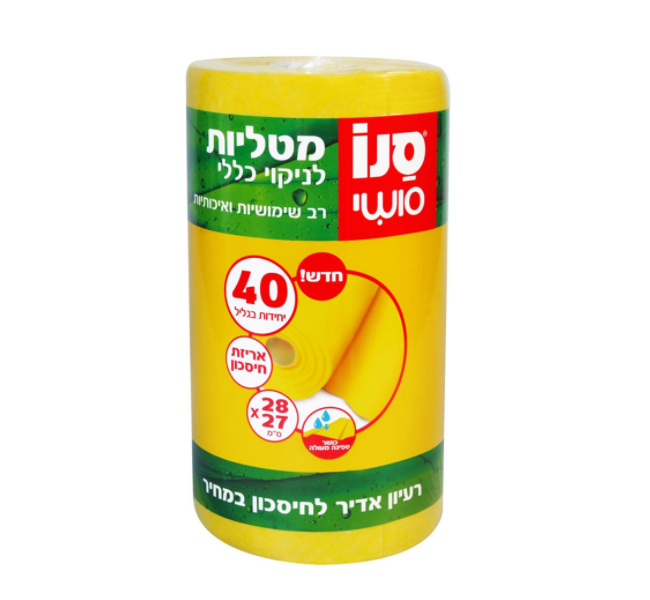 סַנוֹ®
סושי
מטליות
לניקוי כללי
רב שימושיות ואיכותיות
חדש!
40
יחידות בגליל
אריזת
חיסכון
28
x
27
ס"מ
כושר
ספיגה מעולה
רעיון אדיר לחיסכון במחיר